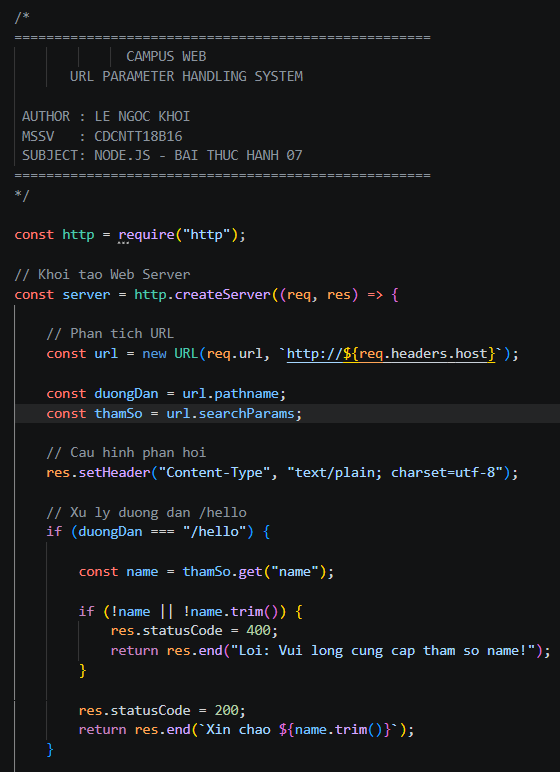 /*
====================================================
CAMPUS WEB
URL PARAMETER HANDLING SYSTEM
AUTHOR : LE NGOC KHOI
MSSV   : CDCNTT18B16
SUBJECT: NODE.JS - BAI THUC HANH 07
====================================================
*/
const http = require("http");
// Khoi tao Web Server
const server = http.createServer((req, res) => {
// Phan tich URL
const url = new URL(req.url, `http://${req.headers.host}`);
const duongDan = url.pathname;
const thamSo = url.searchParams;
// Cau hinh phan hoi
res.setHeader("Content-Type", "text/plain; charset=utf-8");
// Xu ly duong dan /hello
if (duongDan === "/hello") {
const name = thamSo.get("name");
if (!name || !name.trim()) {
res.statusCode = 400;
return res.end("Loi: Vui long cung cap tham so name!");
}
res.statusCode = 200;
return res.end(`Xin chao ${name.trim()}`);
}